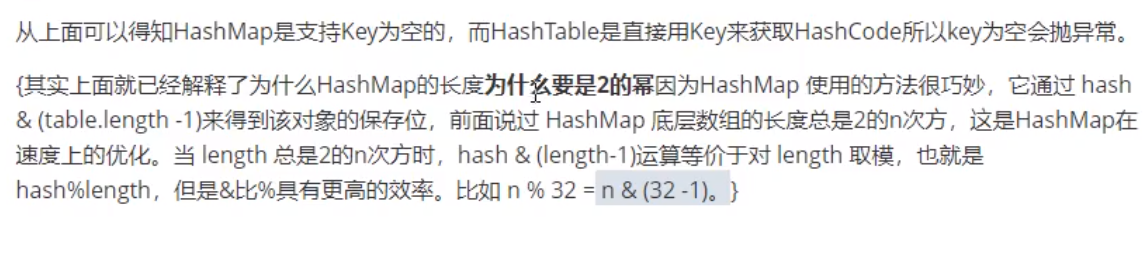 从上面可以得知HashMap是支持Key为空的，而HashTable是直接用Key来获取HashCode所以key为空会抛异常。
{其实上面就已经解释了为什么HashMap的长度为什么要是2的幂因为HashMap 使用的方法很巧妙，它通过 hash
& (table.length -1)来得到该对象的保存位，前面说过 HashMap 底层数组的长度总是2的n次方，这是HashMap在
速度上的优化。当 length 总是2的n次方时，hash & (length-1)运算等价于对 length 取模，也就是
hash%length，但是&比%具有更高的效率。比如 n % 32 = n & (32 -1)。}